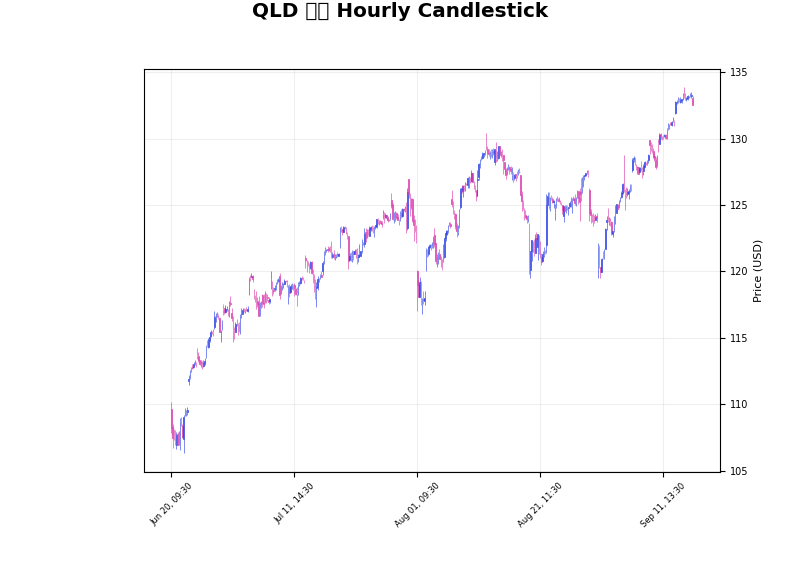 QLD Hourly Candlestick
135
130
125
120
115
110
105
Price (USD)
Jun 20, 09:30
Jul 11, 14:30
Aug 01, 09:30
Aug 21, 11:30
Sep 11, 13:30